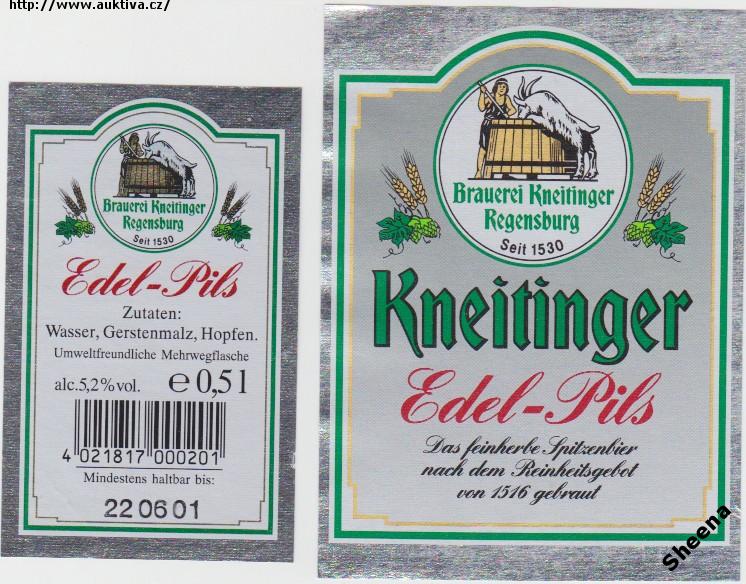 http://www.auktiva.cz/
Brauerei Kneitinger
Regensburg
Seit 1530
Edel-Pils
Zutaten:
Wasser, Gerstenmalz, Hopfen.
Umweltfreundliche Mehrwegflasche
alc.5,2%vol. e 0,5 l
4 021817 000201
Mindestens haltbar bis:
22 06 01
Brauerei Kneitinger
Regensburg
Seit 1530
Kneitinger
Edel-Pils
Das feinherbe Spitzenbier
nach dem Reinheitsgebot
von 1516 gebraut
Sheena